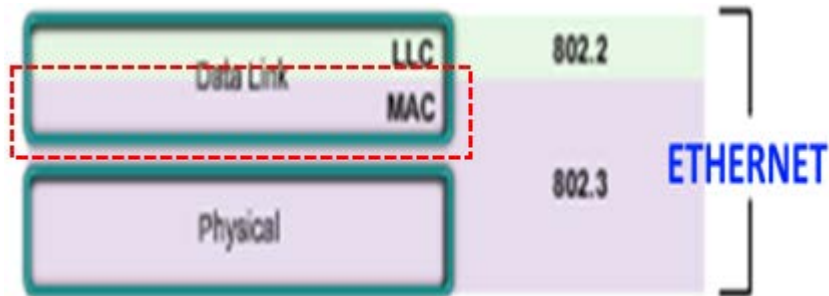 LLC
Data Link
MAC
802.2
802.3
Physical
ETHERNET